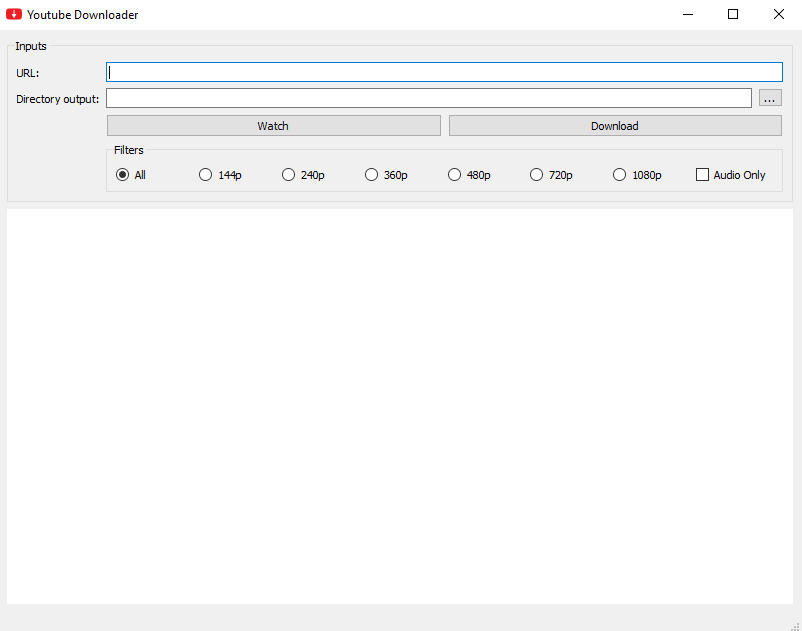 Youtube Downloader
Inputs
URL:
Directory output:
...
Watch Download
Filters
All 144p 240p 360p 480p 720p 1080p Audio Only